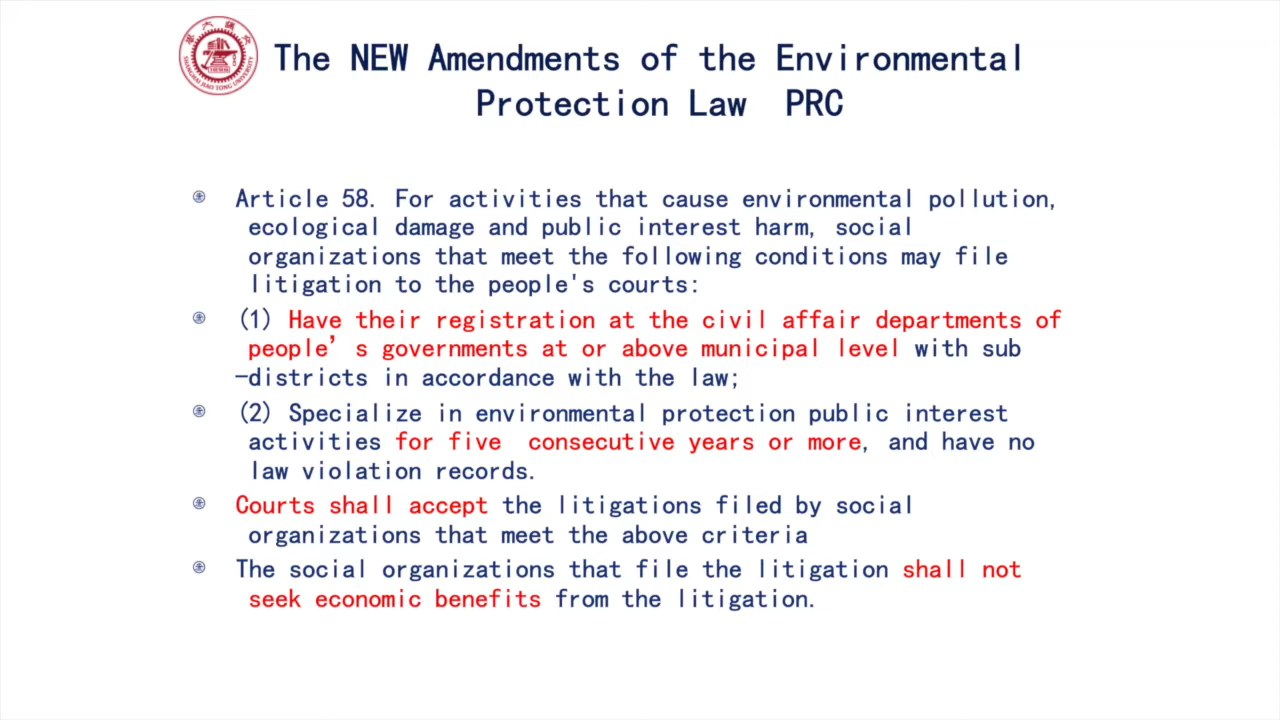 The NEW Amendments of the Environmental
Protection Law PRC
SHANGHAI JIAO TONG UNIVERSITY
Article 58. For activities that cause environmental pollution,
ecological damage and public interest harm, social
organizations that meet the following conditions may file
litigation to the people's courts:
(1) Have their registration at the civil affair departments of
people’s governments at or above municipal level with sub
-districts in accordance with the law;
(2) Specialize in environmental protection public interest
activities for five consecutive years or more, and have no
law violation records.
Courts shall accept the litigations filed by social
organizations that meet the above criteria
The social organizations that file the litigation shall not
seek economic benefits from the litigation.